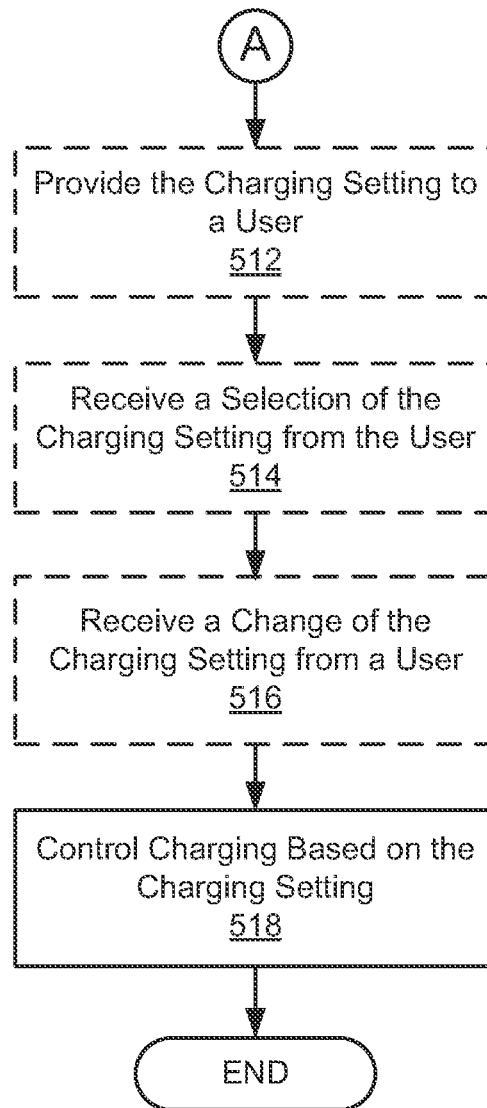 A
Provide the Charging Setting to
a User
512
Receive a Selection of the
Charging Setting from the User
514
Receive a Change of the
Charging Setting from a User
516
Control Charging Based on the
Charging Setting
518
END